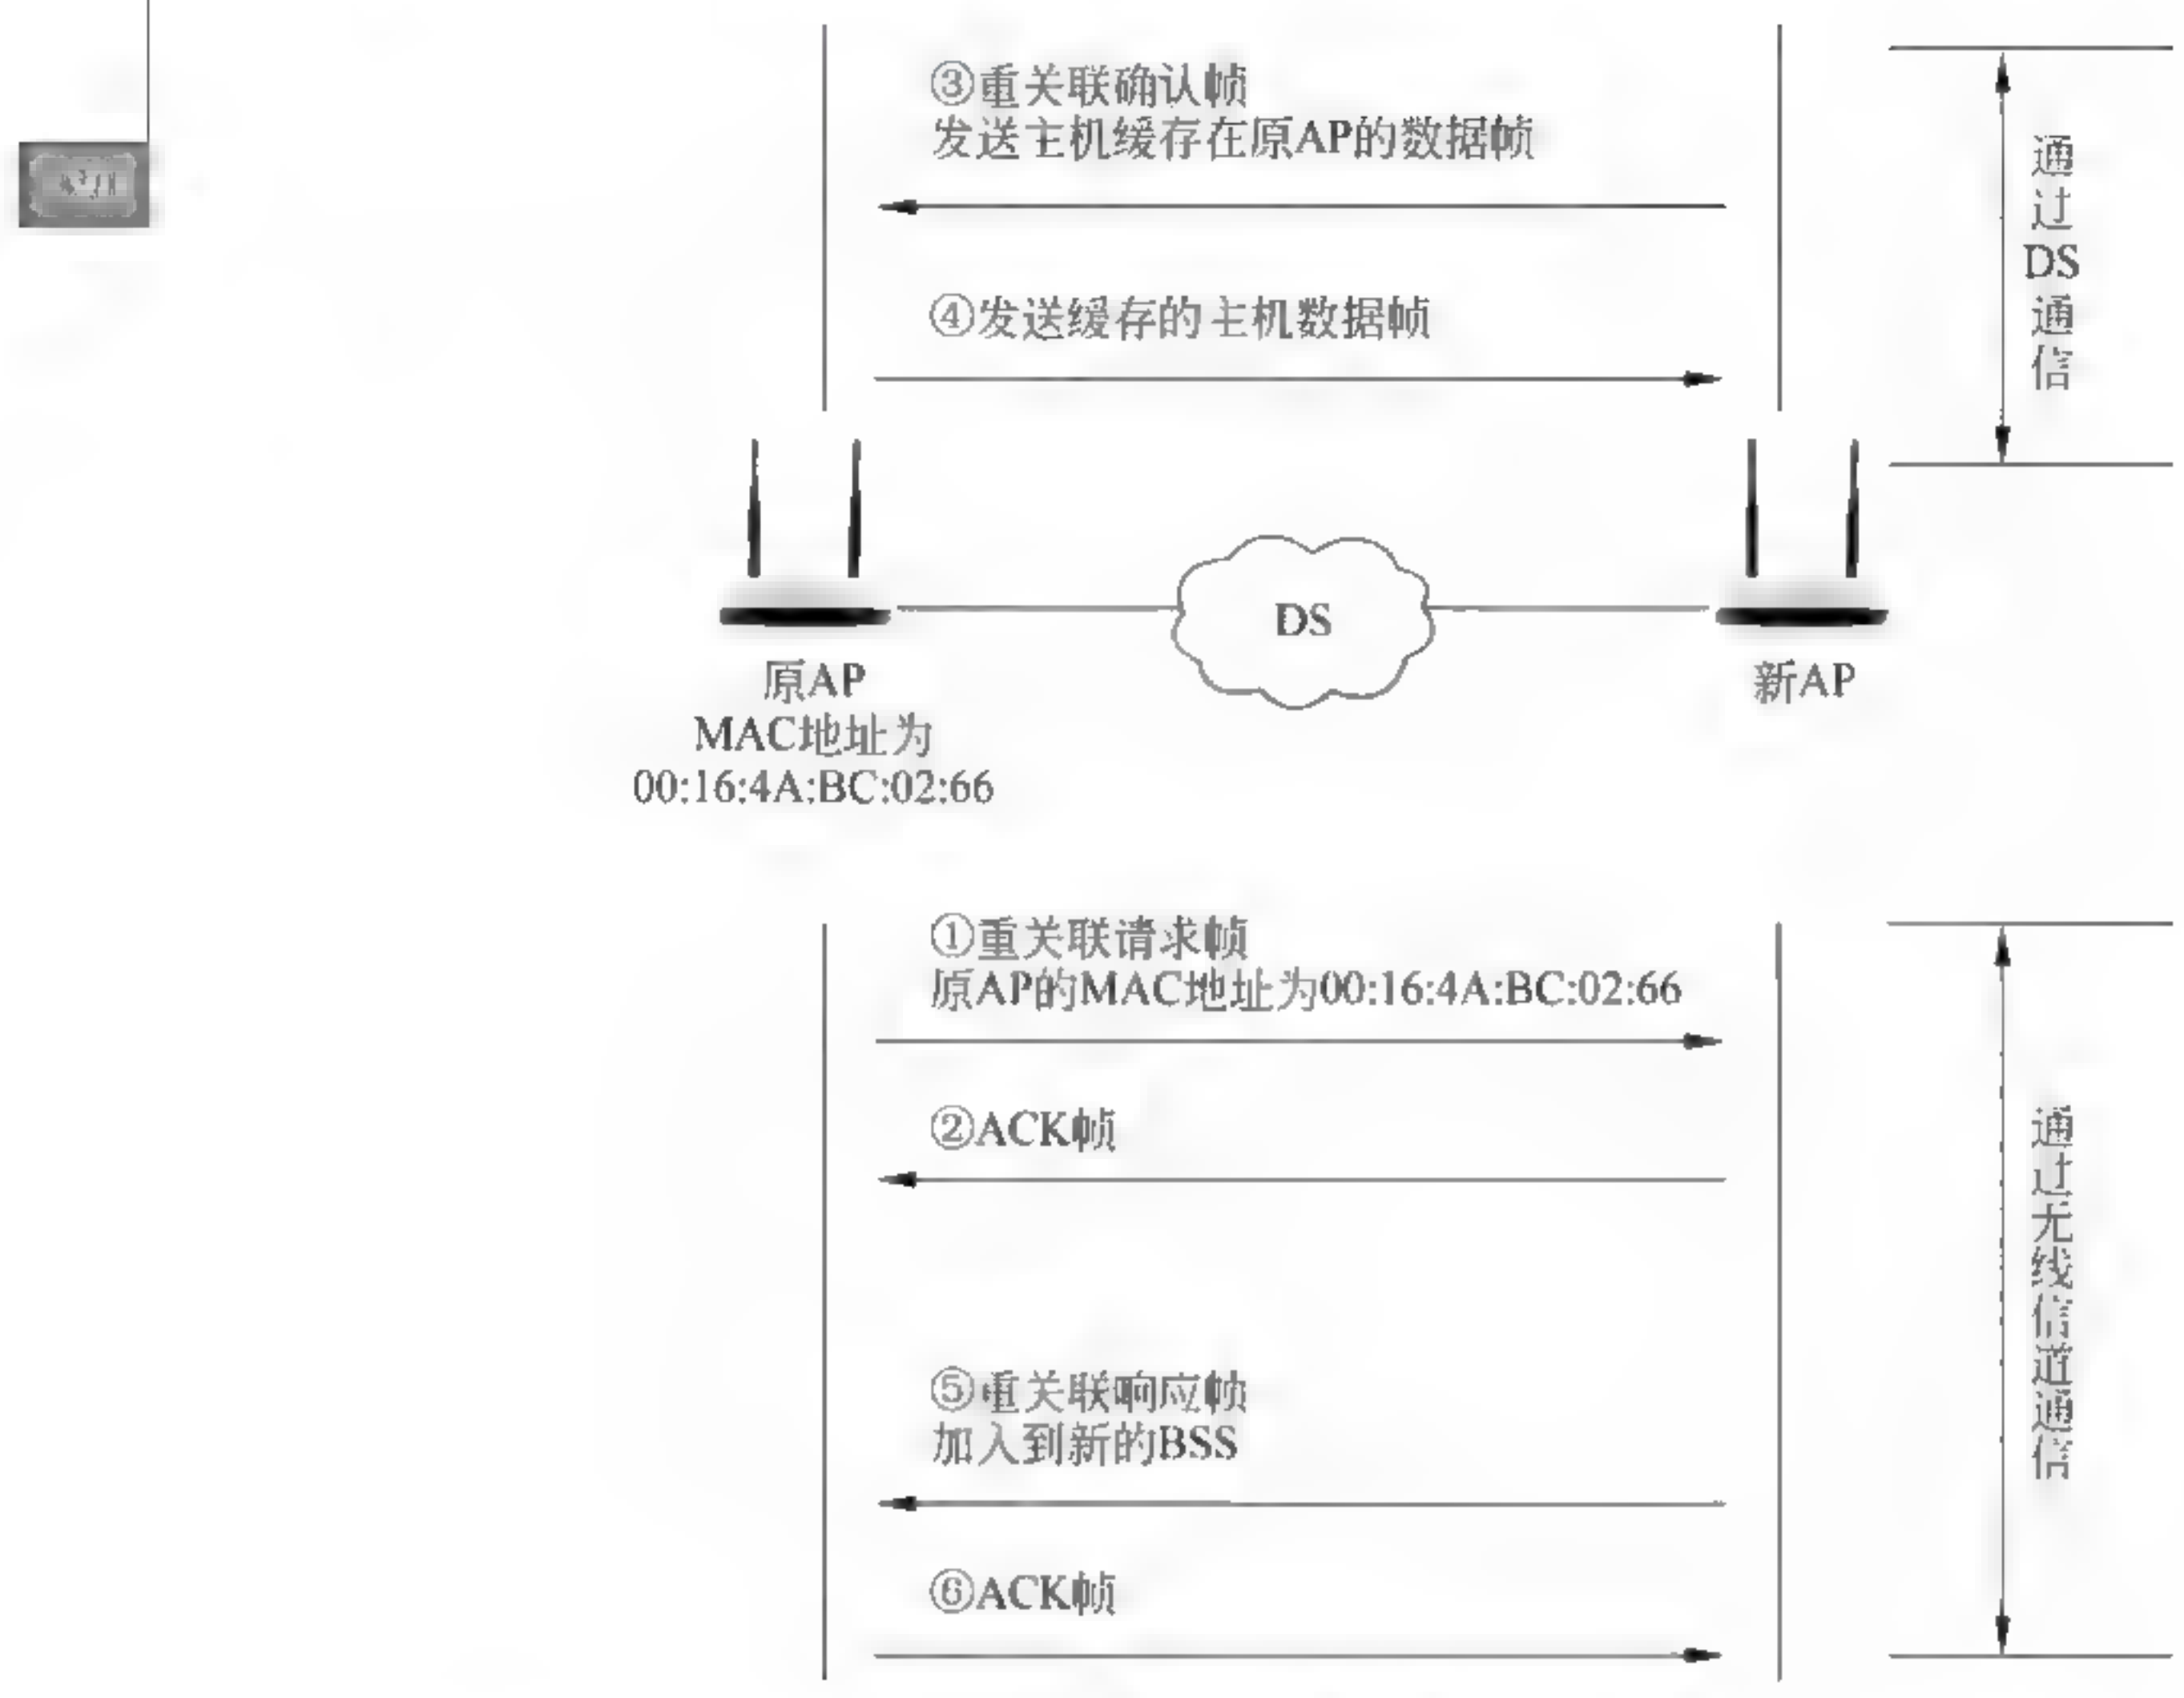 ③重关联确认帧
发送主机缓存在原AP的数据帧
④发送缓存的主机数据帧
通过DS通信
DS
原AP
MAC地址为
00:16:4A:BC:02:66
新AP
①重关联请求帧
原AP的MAC地址为00:16:4A:BC:02:66
②ACK帧
⑤重关联响应帧
加入到新的BSS
⑥ACK帧
通过无线信道通信